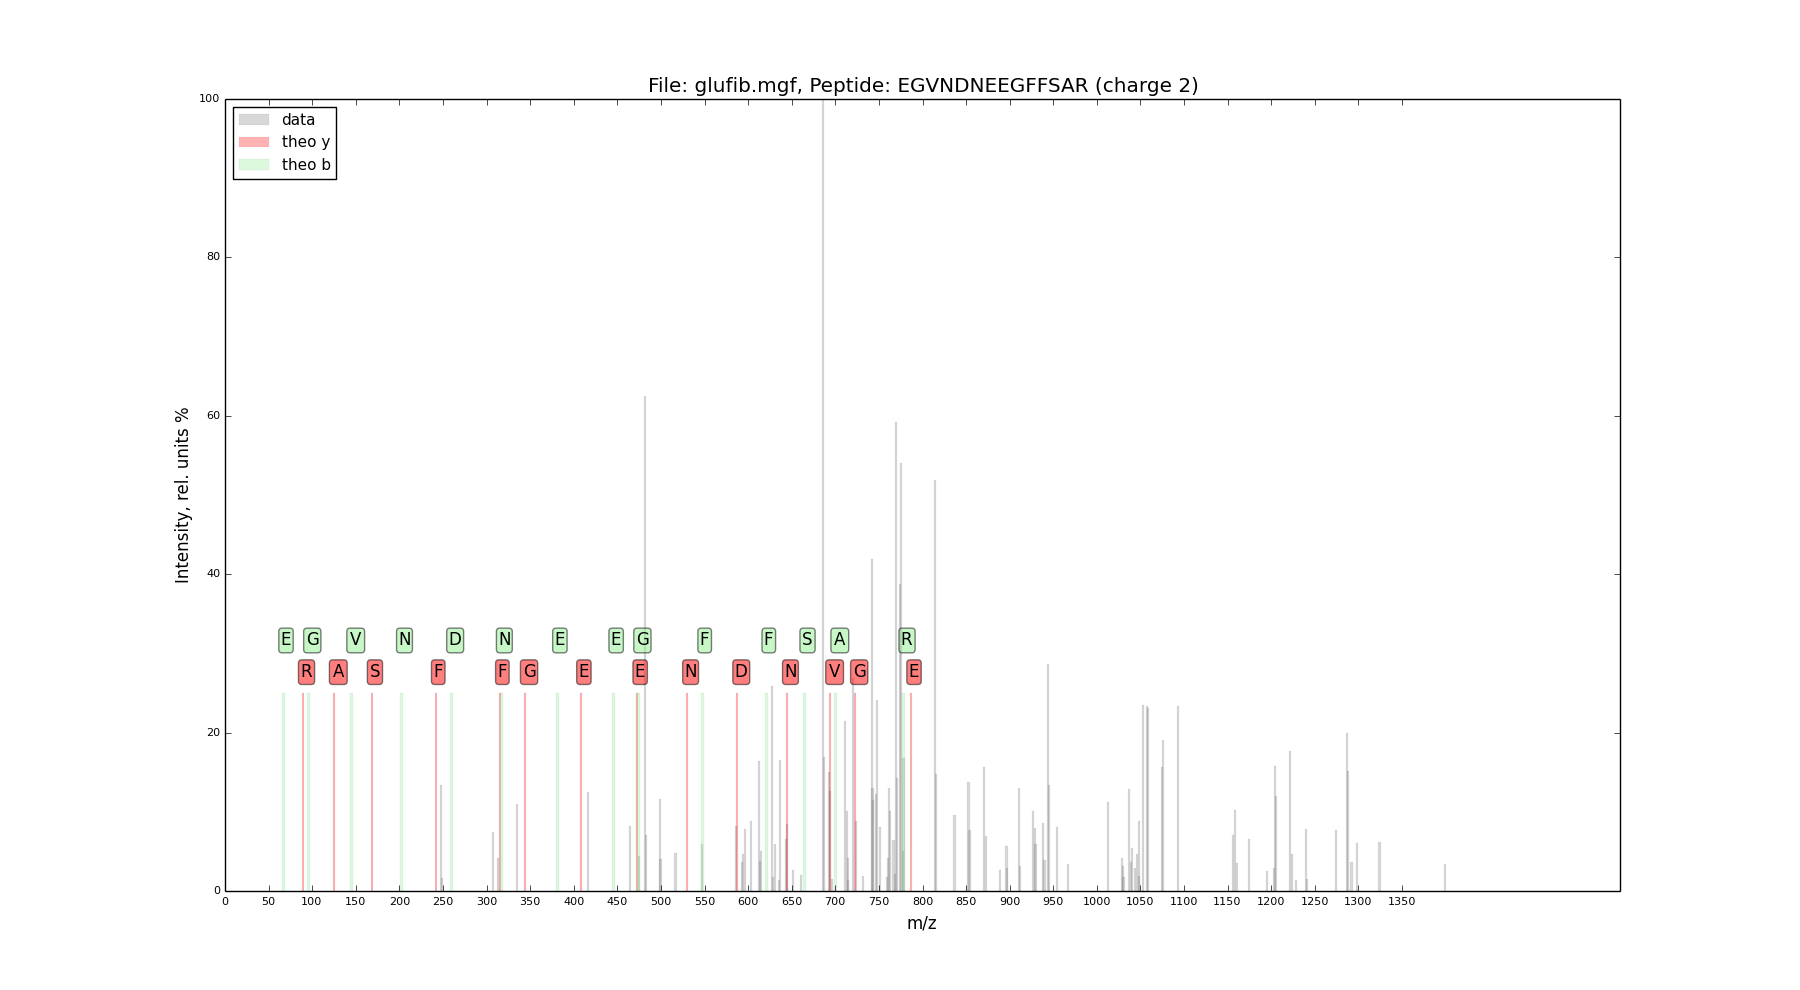 File: glufib.mgf, Peptide: EGVNDNEEGFFSAR (charge 2)
100
data
theo y
theo b
80
60
Intensity, rel. units %
40
E G V N D N E E G F F S A R
R A S F F G E E N D N V G E
20
0
0 50 100 150 200 250 300 350 400 450 500 550 600 650 700 750 800 850 900 950 1000 1050 1100 1150 1200 1250 1300 1350
m/z